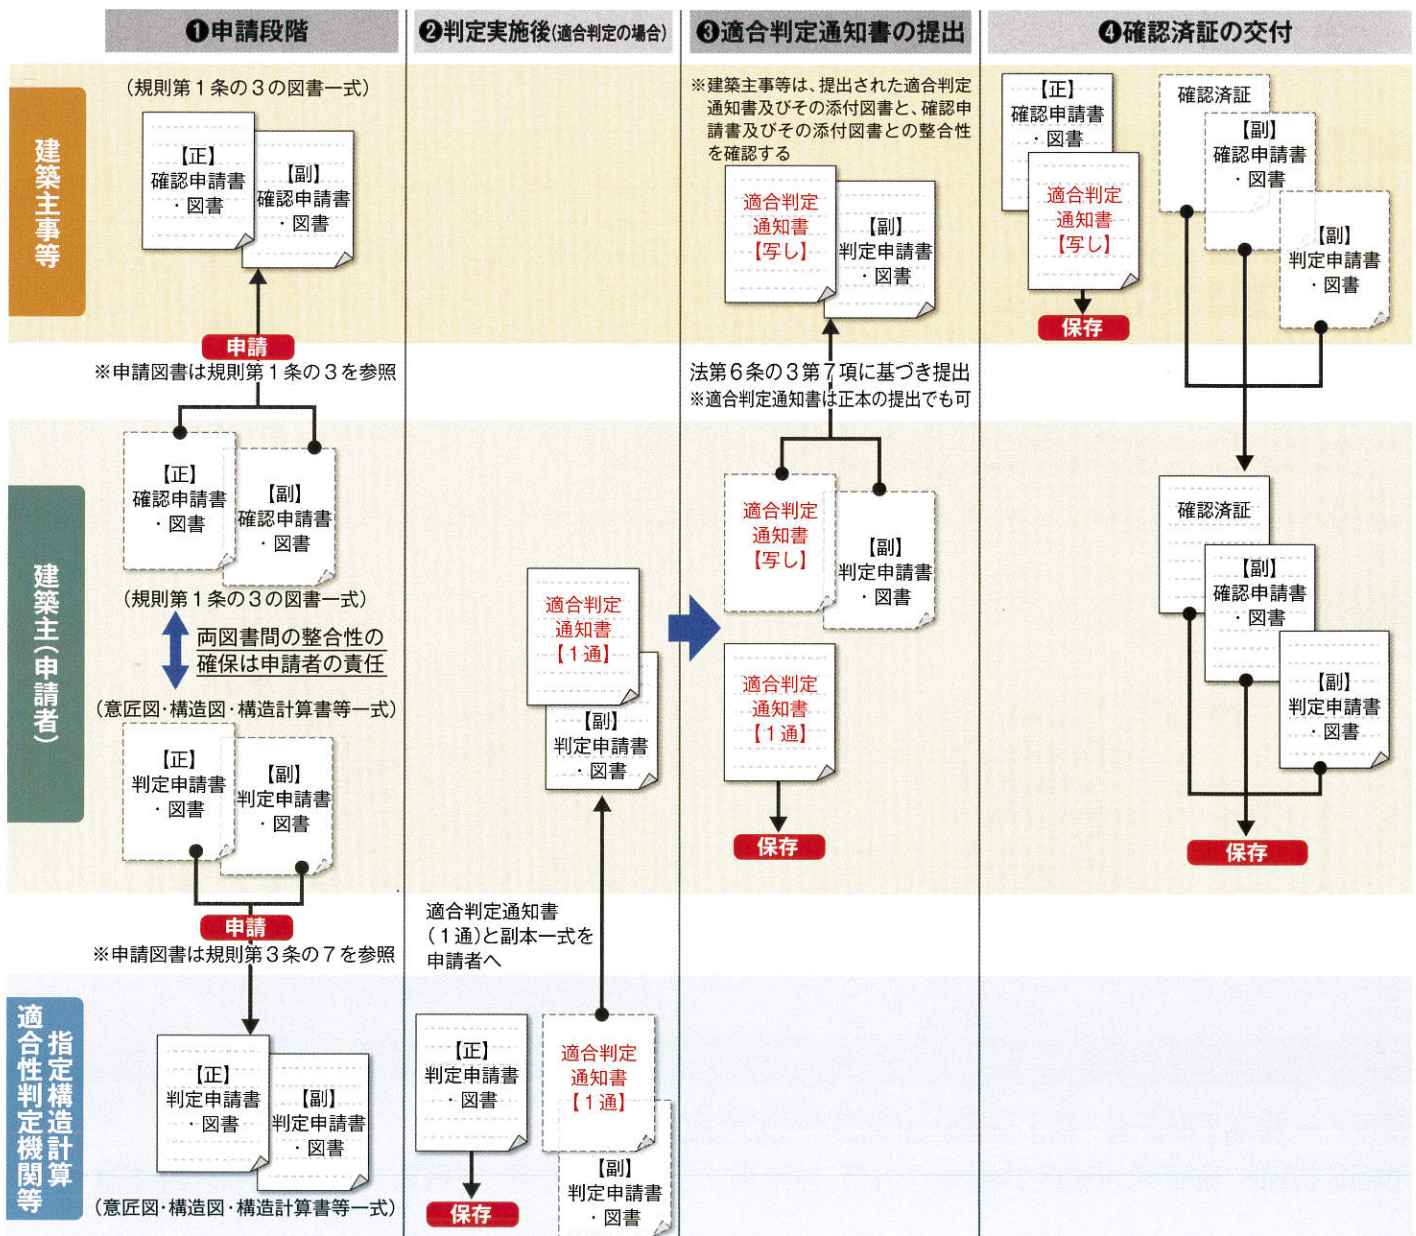 ❶申請段階
❷判定実施後(適合判定の場合)
❸適合判定通知書の提出
❹確認済証の交付
建築主事等
(規則第1条の3の図書一式)
【正】
確認申請書
・図書
【副】
確認申請書
・図書
申請
※申請図書は規則第1条の3を参照
※建築主事等は、提出された適合判定
通知書及びその添付図書と、確認申
請書及びその添付図書との整合性
を確認する
適合判定
通知書
【写し】
【副】
判定申請書
・図書
法第6条の3第7項に基づき提出
※適合判定通知書は正本の提出でも可
【正】
確認申請書
・図書
適合判定
通知書
【写し】
保存
確認済証
【副】
確認申請書
・図書
【副】
判定申請書
・図書
建築主(申請者)
【正】
確認申請書
・図書
【副】
確認申請書
・図書
(規則第1条の3の図書一式)
両図書間の整合性の
確保は申請者の責任
(意匠図・構造図・構造計算書等一式)
【正】
判定申請書
・図書
【副】
判定申請書
・図書
申請
※申請図書は規則第3条の7を参照
適合判定
通知書
【1通】
【副】
判定申請書
・図書
適合判定通知書
(1通)と副本一式を
申請者へ
適合判定
通知書
【写し】
【副】
判定申請書
・図書
適合判定
通知書
【1通】
保存
確認済証
【副】
確認申請書
・図書
【副】
判定申請書
・図書
保存
指定構造計算
適合性判定機関等
【正】
判定申請書
・図書
【副】
判定申請書
・図書
(意匠図・構造図・構造計算書等一式)
【正】
判定申請書
・図書
保存
適合判定
通知書
【1通】
【副】
判定申請書
・図書